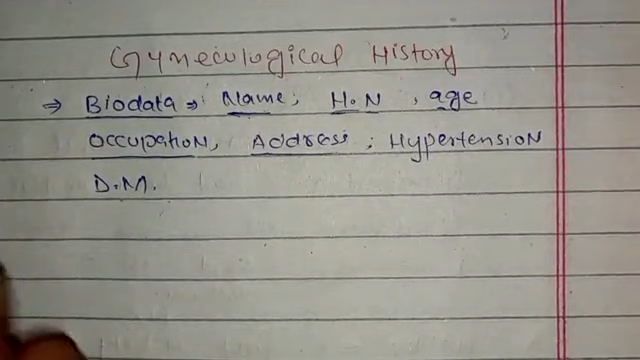 Gynecological History
⇒ Biodata → Name, H.N, age
Occupation, Address, Hypertension
D.M.